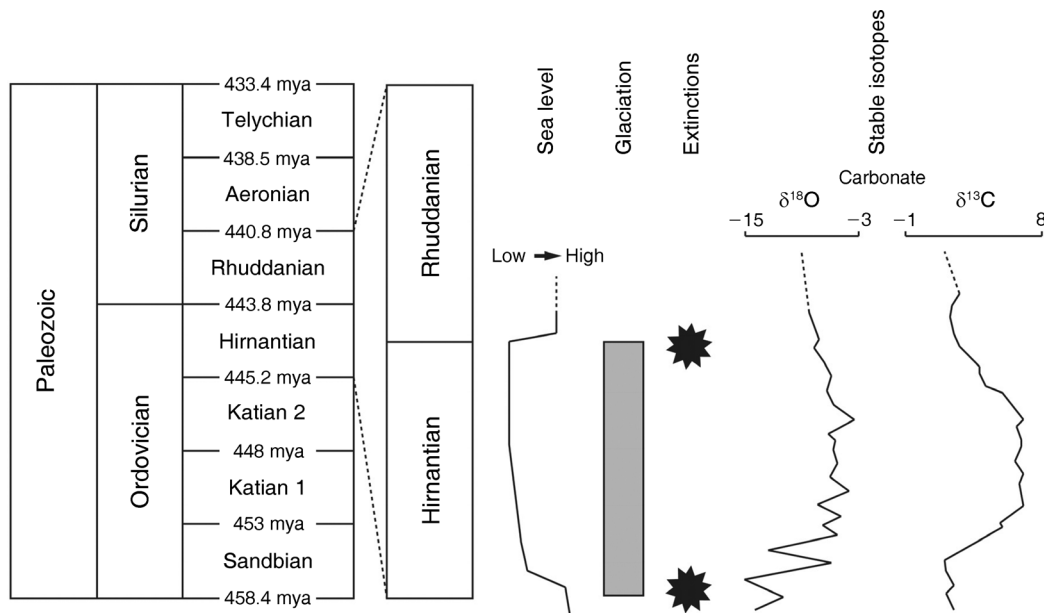 Sea level
Glaciation
Extinctions
Stable isotopes
Carbonate
δ18O
δ13C
−15
−3
−1
8
Low
High
Paleozoic
Silurian
Ordovician
433.4 mya
Telychian
438.5 mya
Aeronian
440.8 mya
Rhuddanian
443.8 mya
Hirnantian
445.2 mya
Katian 2
448 mya
Katian 1
453 mya
Sandbian
458.4 mya
Rhuddanian
Hirnantian